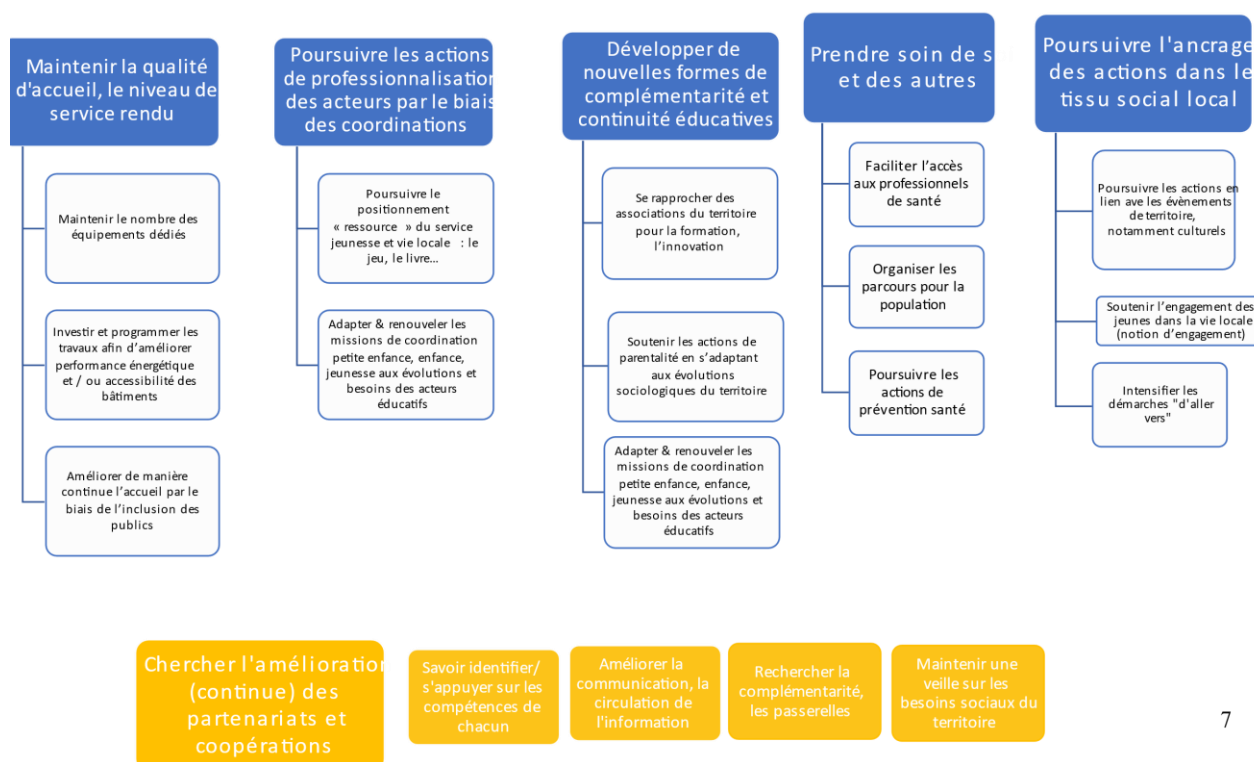 Maintenir la qualité
d'accueil, le niveau de
service rendu
Maintenir le nombre des
équipements dédiés
Investir et programmer les
travaux afin d’améliorer
performance énergétique
et / ou accessibilité des
bâtiments
Améliorer de manière
continue l’accueil par le
biais de l’inclusion des
publics
Poursuivre les actions
de professionnalisation
des acteurs par le biais
des coordinations
Poursuivre le
positionnement
« ressource » du service
jeunesse et vie locale : le
jeu, le livre…
Adapter & renouveler les
missions de coordination
petite enfance, enfance,
jeunesse aux évolutions et
besoins des acteurs
éducatifs
Développer de
nouvelles formes de
complémentarité et
continuité éducatives
Se rapprocher des
associations du territoire
pour la formation,
l’innovation
Soutenir les actions de
parentalité en s’adaptant
aux évolutions
sociologiques du territoire
Adapter & renouveler les
missions de coordination
petite enfance, enfance,
jeunesse aux évolutions et
besoins des acteurs
éducatifs
Prendre soin de s
et des autres
Faciliter l’accès
aux professionnels
de santé
Organiser les
parcours pour la
population
Poursuivre les
actions de
prévention santé
Poursuivre l'ancrage
des actions dans le
tissu social local
Poursuivre les actions en
lien ave les évènements
de territoire,
notamment culturels
Soutenir l’engagement des
jeunes dans la vie locale
(notion d’engagement)
Intensifier les
démarches "d'aller
vers"
Chercher l'amélioration
(continue) des
partenariats et
coopérations
Savoir identifier/
s'appuyer sur les
compétences de
chacun
Améliorer la
communication, la
circulation de
l'information
Rechercher la
complémentarité,
les passerelles
Maintenir une
veille sur les
besoins sociaux du
territoire
7